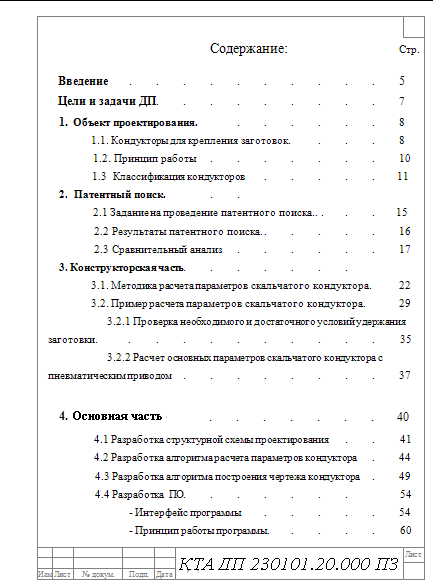 Содержание: Стр.
Введение . . . . . . . . . 5
Цели и задачи ДП. . . . . . . . 7
1. Объект проектирования. . . . . . . 8
1.1. Кондукторы для крепления заготовок. . . . 8
1.2. Принцип работы . . . . . . . 10
1.3 Классификация кондукторов . . . . . 11
2. Патентный поиск. . .
2.1 Задание на проведение патентного поиска. . . . . 15
2.2 Результаты патентного поиска. . . . . . 16
2.3 Сравнительный анализ . . . . . . 17
3. Конструкторская часть. . . . . . .
3.1. Методика расчета параметров скальчатого кондуктора. 22
3.2. Пример расчета параметров скальчатого кондуктора. 29
3.2.1 Проверка необходимого и достаточного условий удержания
заготовки. . . . . . . . . . . 35
3.2.2 Расчет основных параметров скальчатого кондуктора с
пневматическим приводом . . . . . . . . 37
4. Основная часть . . . . . . . . 40
4.1 Разработка структурной схемы проектирования . . 41
4.2 Разработка алгоритма расчета параметров кондуктора . 44
4.3 Разработка алгоритма построения чертежа кондуктора . 49
4.4 Разработка ПО. . . . . . . . 54
- Интерфейс программы . . . . . 54
- Принцип работы программы. . . . . 60
Изм Лист № докум. Подп. Дата КТА ДП 230101.20.000 ПЗ Лист